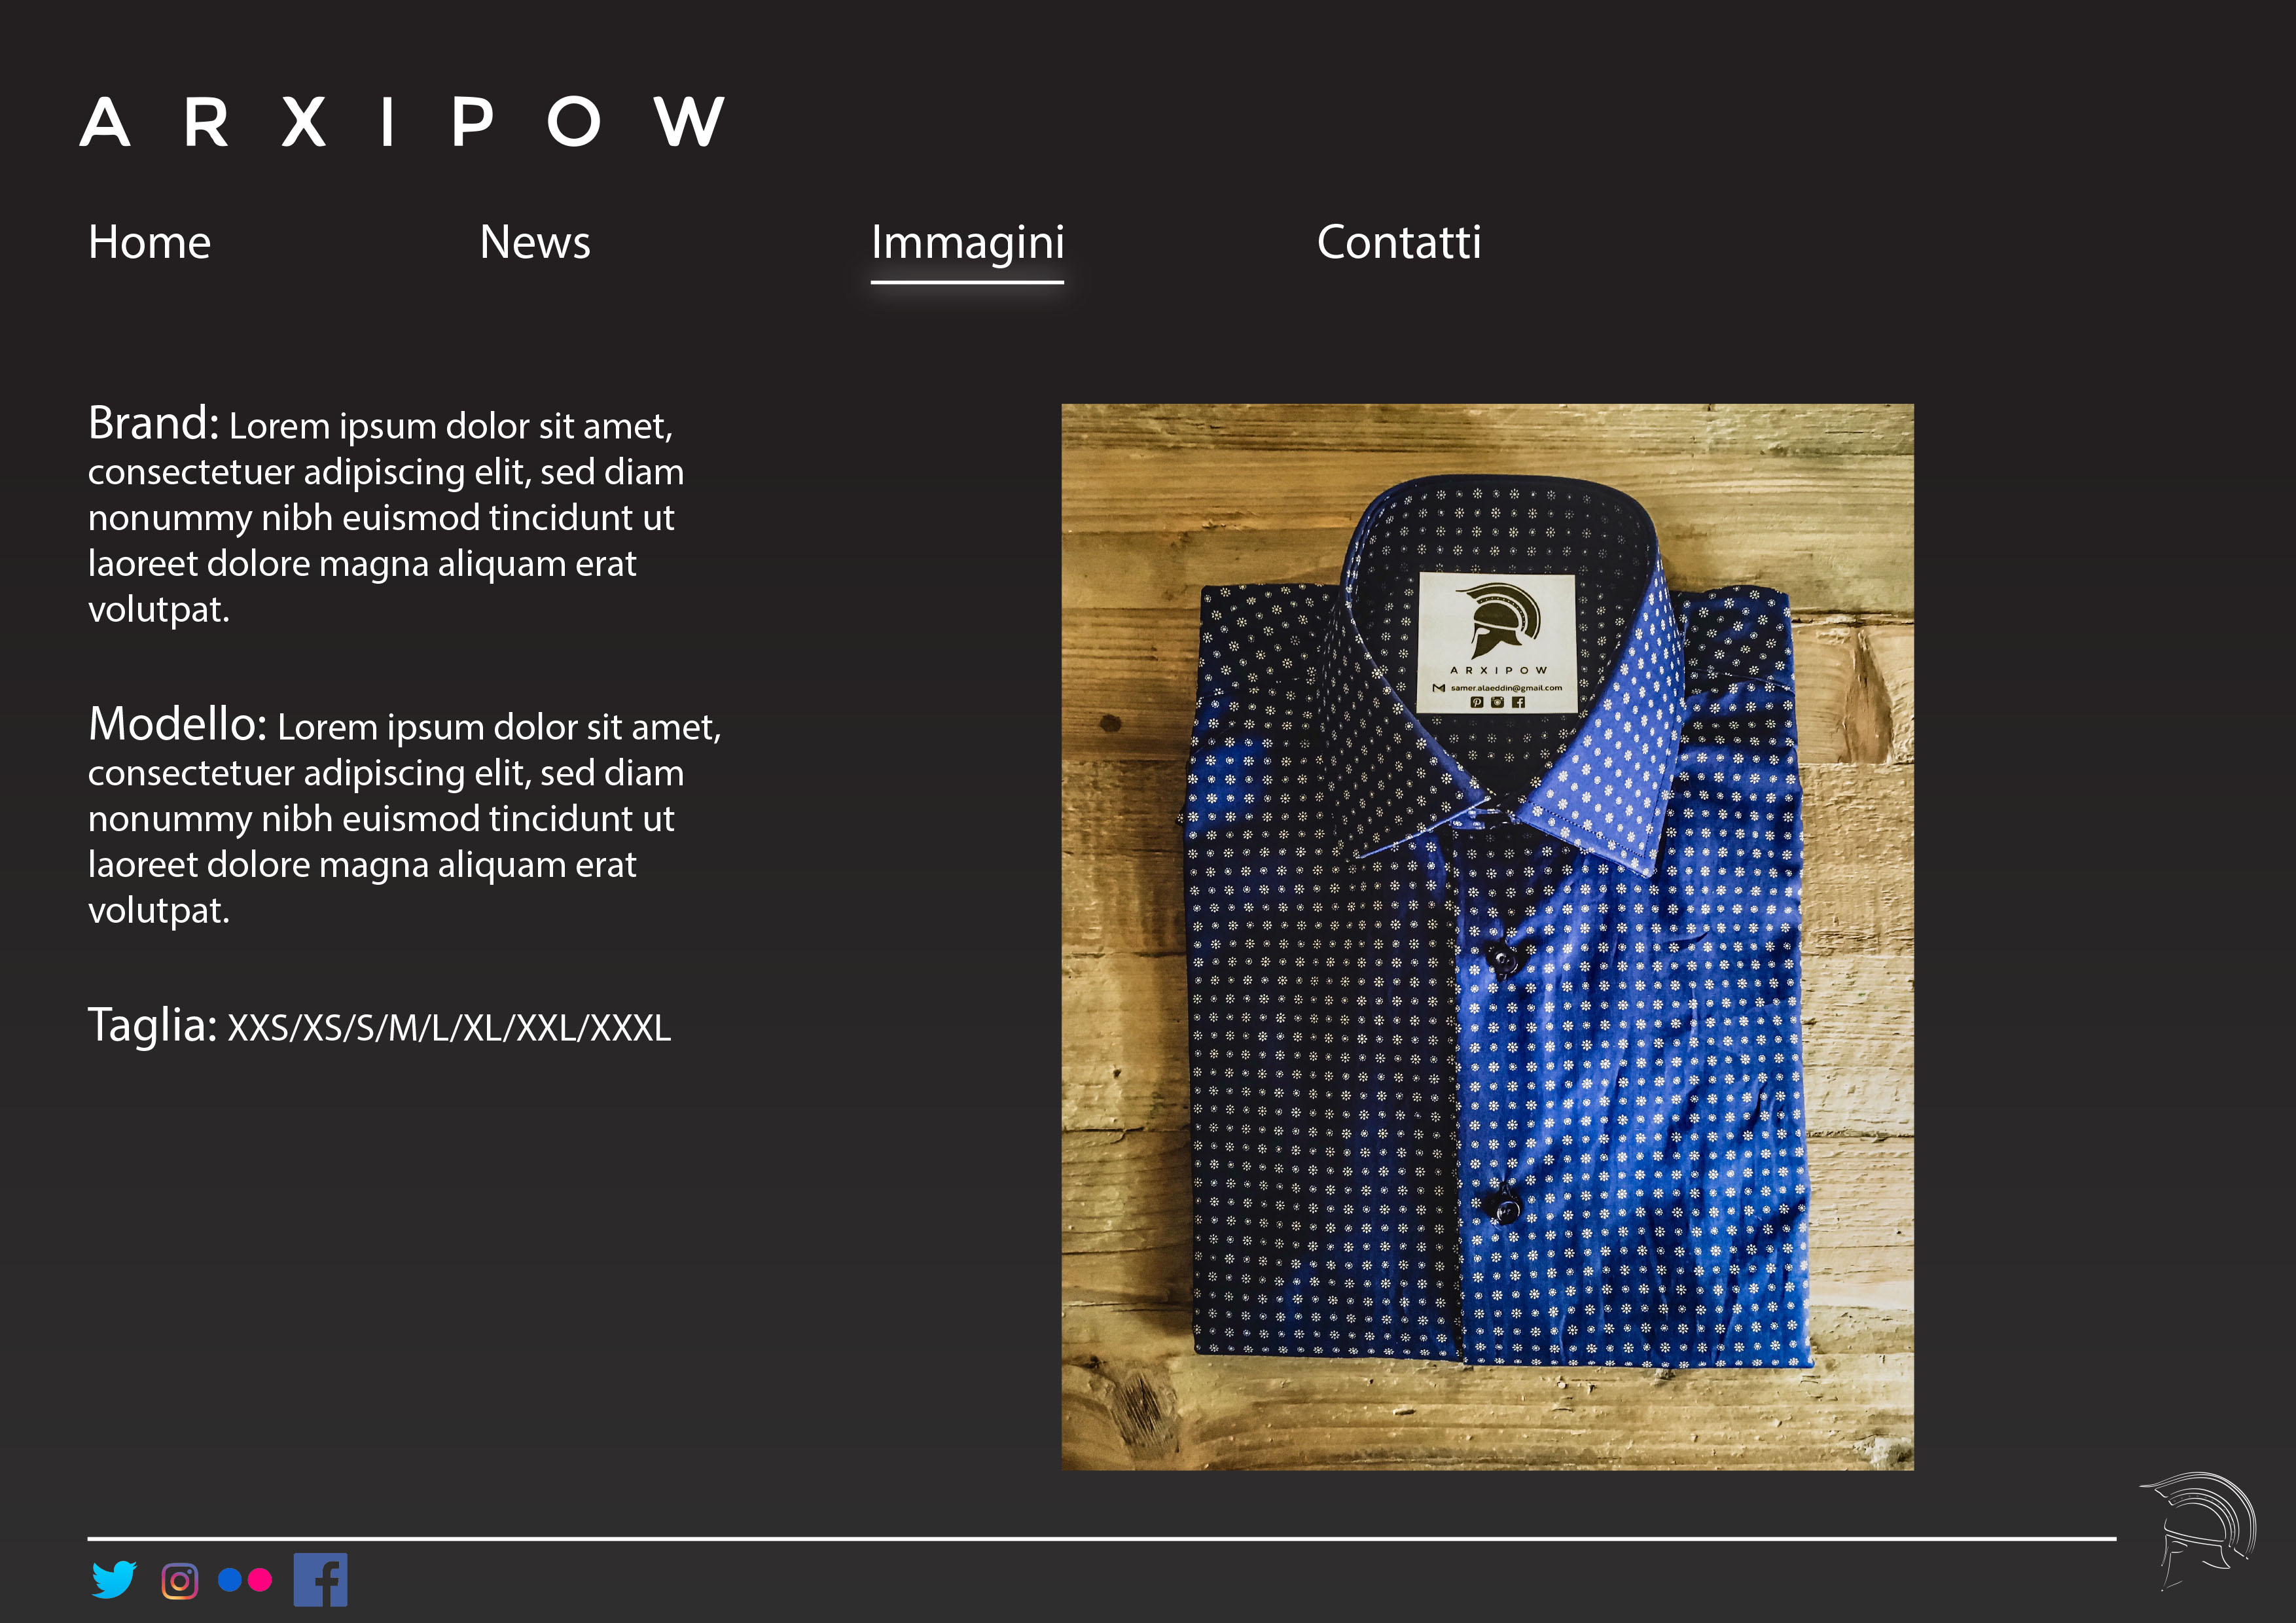 A R X I P O W
Home News Immagini Contatti
Brand: Lorem ipsum dolor sit amet,
consectetuer adipiscing elit, sed diam
nonummy nibh euismod tincidunt ut
laoreet dolore magna aliquam erat
volutpat.
Modello: Lorem ipsum dolor sit amet,
consectetuer adipiscing elit, sed diam
nonummy nibh euismod tincidunt ut
laoreet dolore magna aliquam erat
volutpat.
Taglia: XXS/XS/S/M/L/XL/XXL/XXXL
A R X I P O W
samer.alaeddin@gmail.com